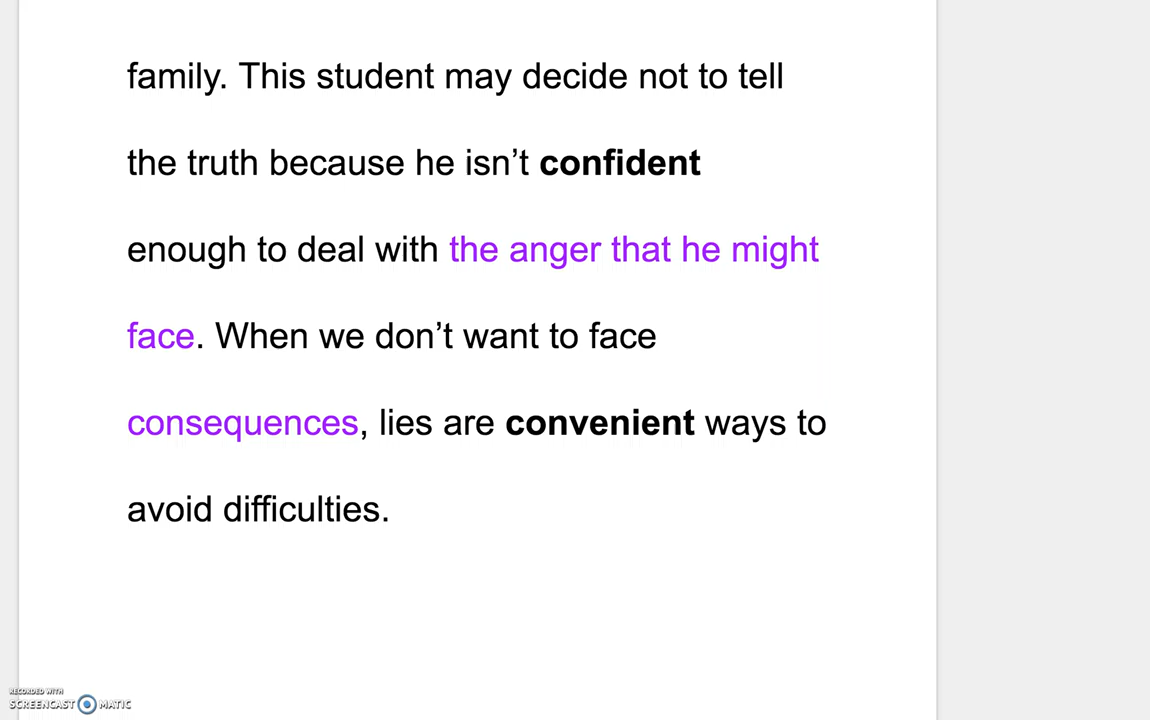 family. This student may decide not to tell
the truth because he isn’t confident
enough to deal with the anger that he might
face. When we don’t want to face
consequences, lies are convenient ways to
avoid difficulties.
RECORDED WITH
SCREENCAST MATIC